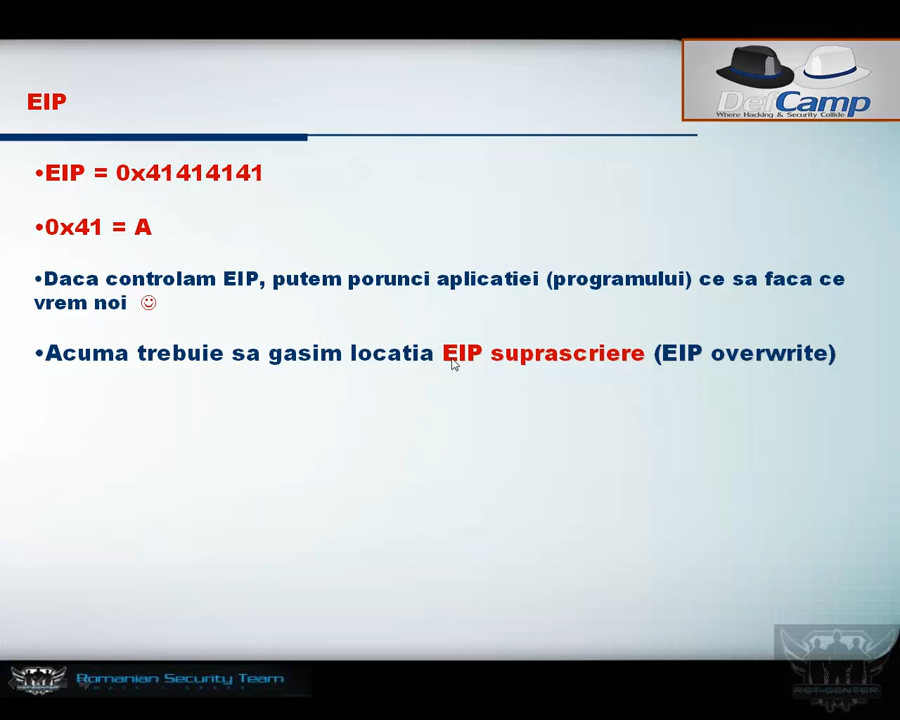 DefCamp
Where Hacking & Security Collide
EIP
•EIP = 0x41414141
•0x41 = A
•Daca controlam EIP, putem porunci aplicatiei (programului) ce sa faca ce
vrem noi ☺
•Acuma trebuie sa gasim locatia EIP suprascriere (EIP overwrite)
Romanian Security Team
RST-CENTER